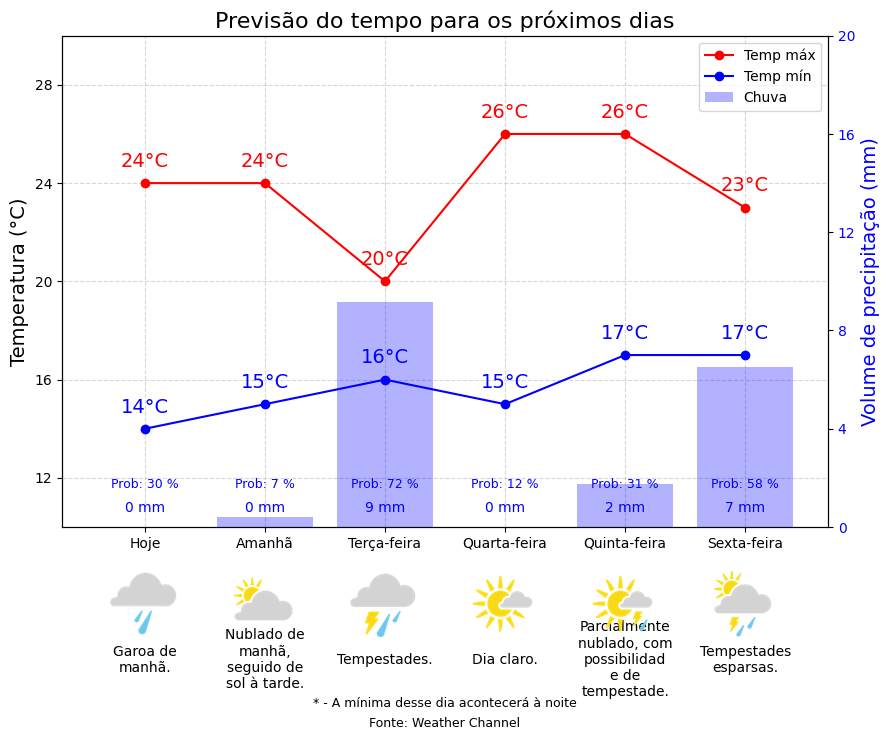 Previsão do tempo para os próximos dias
Temp máx
Temp mín
Chuva
Temperatura (°C)
Volume de precipitação (mm)
28
24
20
16
12
20
16
12
8
4
0
24°C
24°C
20°C
26°C
26°C
23°C
14°C
15°C
16°C
15°C
17°C
17°C
Prob: 30 %
Prob: 7 %
Prob: 72 %
Prob: 12 %
Prob: 31 %
Prob: 58 %
0 mm
0 mm
9 mm
0 mm
2 mm
7 mm
Hoje
Amanhã
Terça-feira
Quarta-feira
Quinta-feira
Sexta-feira
Garoa de
manhã.
Nublado de
manhã,
seguido de
sol à tarde.
Tempestades.
Dia claro.
Parcialmente
nublado, com
possibilidad
e de
tempestade.
Tempestades
esparsas.
* - A mínima desse dia acontecerá à noite
Fonte: Weather Channel